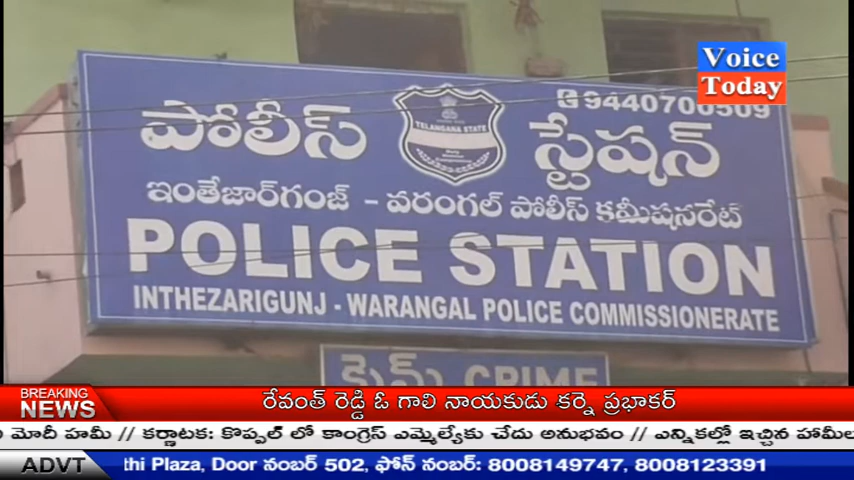 Voice
Today
9440700509
పోలీస్ స్టేషన్
TELANGANA STATE
ఇంతేజార్‌గంజ్ - వరంగల్ పోలీస్ కమీషనరేట్
POLICE STATION
INTHEZARIGUNJ - WARANGAL POLICE COMMISSIONERATE
క్రైమ్ CRIME
BREAKING
NEWS
రేవంత్ రెడ్డి ఓ గాలి నాయకుడు కర్నె ప్రభాకర్
మోదీ హమీ // కర్ణాటక: కొప్పల్ లో కాంగ్రెస్ ఎమ్మెల్యేకు చేదు అనుభవం // ఎన్నికల్లో ఇచ్చిన హామీల
ADVT
thi Plaza, Door నంబర్ 502, ఫోన్ నంబర్: 8008149747, 8008123391